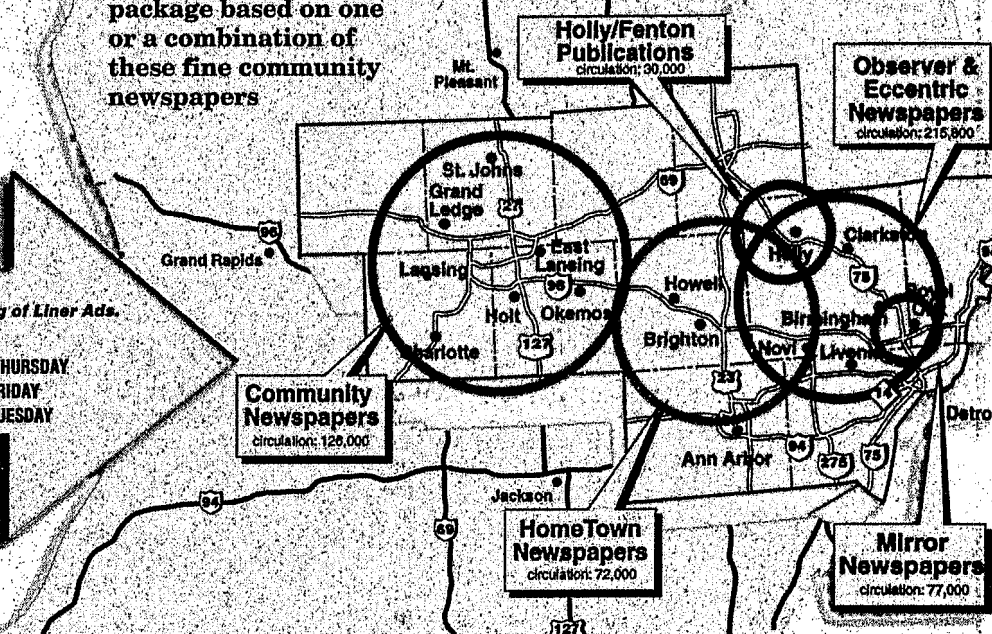 package based on one
or a combination of
these fine community
newspapers
Holly/Fenton
Publications
circulation: 30,000
Observer &
Eccentric
Newspapers
circulation: 215,800
Mt.
Pleasant
St. Johns
Grand
Ledge
27
69
96
Grand Rapids
Lansing
East
Lansing
96
Holt
Okemos
Charlotte
127
Howell
Brighton
Holly
Clarkston
75
Birmingham
Royal
Novi
Livonia
23
14
Ann Arbor
94
275
75
Detro
g of Liner Ads.
HURSDAY
RIDAY
UESDAY
Community
Newspapers
circulation: 126,000
94
69
Jackson
127
HomeTown
Newspapers
circulation: 72,000
Mirror
Newspapers
circulation: 77,000